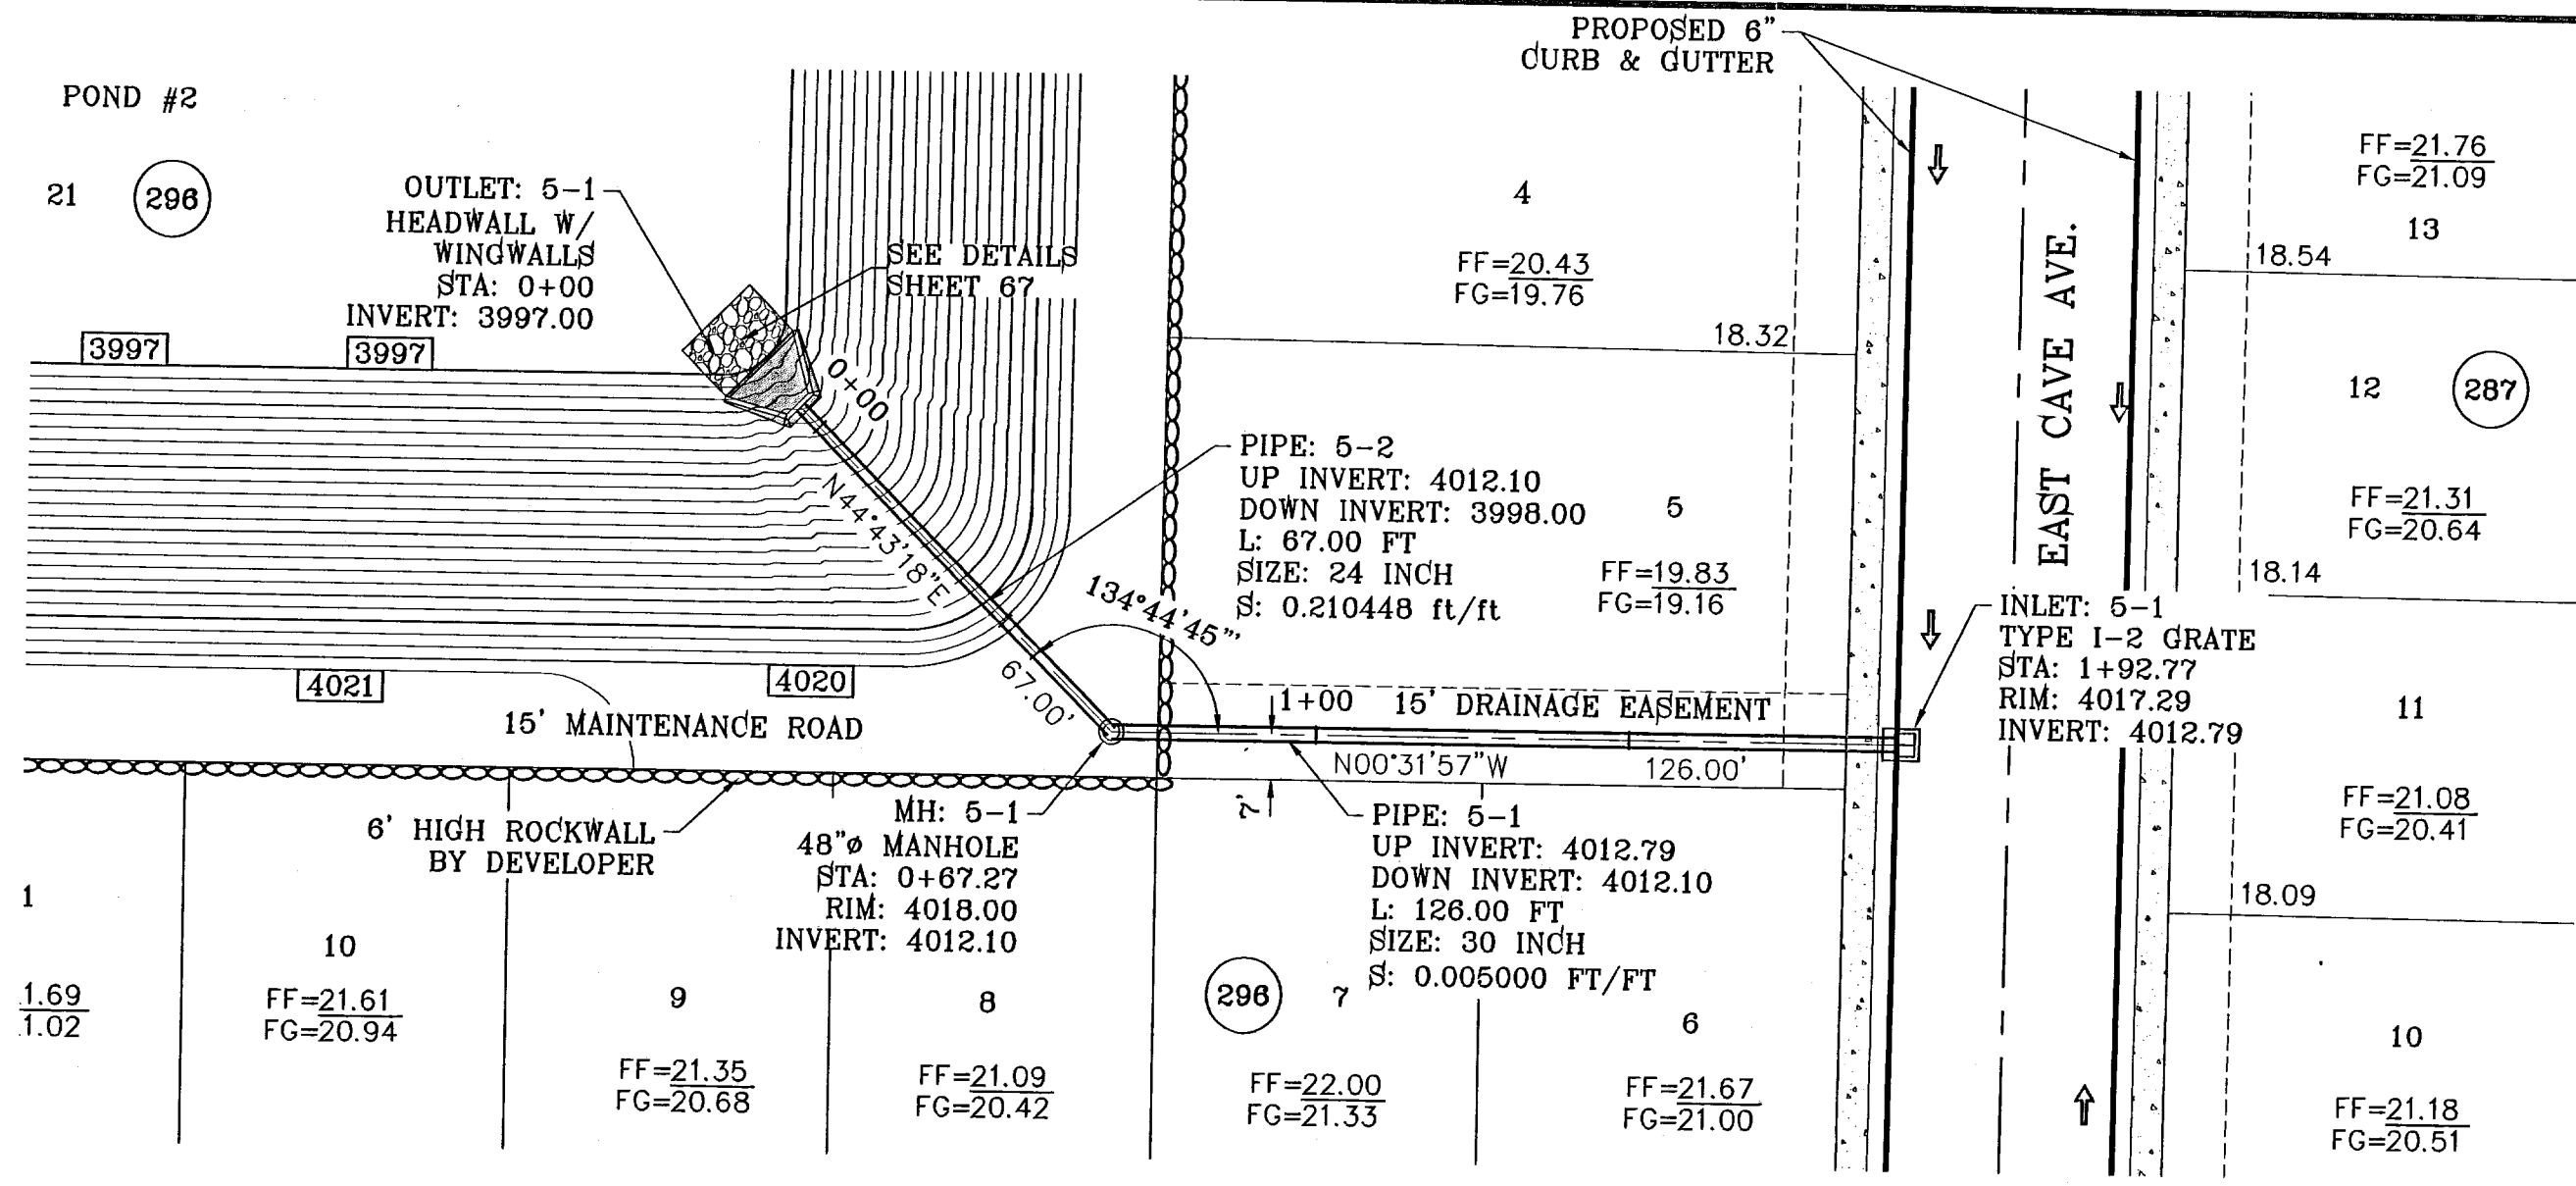 PROPOSED 6"
CURB & GUTTER
POND #2
21
296
OUTLET: 5-1
HEADWALL W/
WINGWALLS
STA: 0+00
INVERT: 3997.00
SEE DETAILS
SHEET 67
3997
3997
0+00
N44°43'18"E
67.00'
134°44'45"'
4021
4020
15' MAINTENANCE ROAD
6' HIGH ROCKWALL
BY DEVELOPER
MH: 5-1
48"ø MANHOLE
STA: 0+67.27
RIM: 4018.00
INVERT: 4012.10
PIPE: 5-2
UP INVERT: 4012.10
DOWN INVERT: 3998.00
L: 67.00 FT
SIZE: 24 INCH
S: 0.210448 ft/ft
4
FF=20.43
FG=19.76
18.32
5
FF=19.83
FG=19.16
1+00
15' DRAINAGE EASEMENT
N00°31'57"W
126.00'
7'
PIPE: 5-1
UP INVERT: 4012.79
DOWN INVERT: 4012.10
L: 126.00 FT
SIZE: 30 INCH
S: 0.005000 FT/FT
EAST CAVE AVE.
INLET: 5-1
TYPE I-2 GRATE
STA: 1+92.77
RIM: 4017.29
INVERT: 4012.79
FF=21.76
FG=21.09
13
18.54
12
287
FF=21.31
FG=20.64
18.14
11
FF=21.08
FG=20.41
18.09
10
FF=21.18
FG=20.51
1
1.69
1.02
10
FF=21.61
FG=20.94
9
FF=21.35
FG=20.68
8
FF=21.09
FG=20.42
296
7
FF=22.00
FG=21.33
6
FF=21.67
FG=21.00